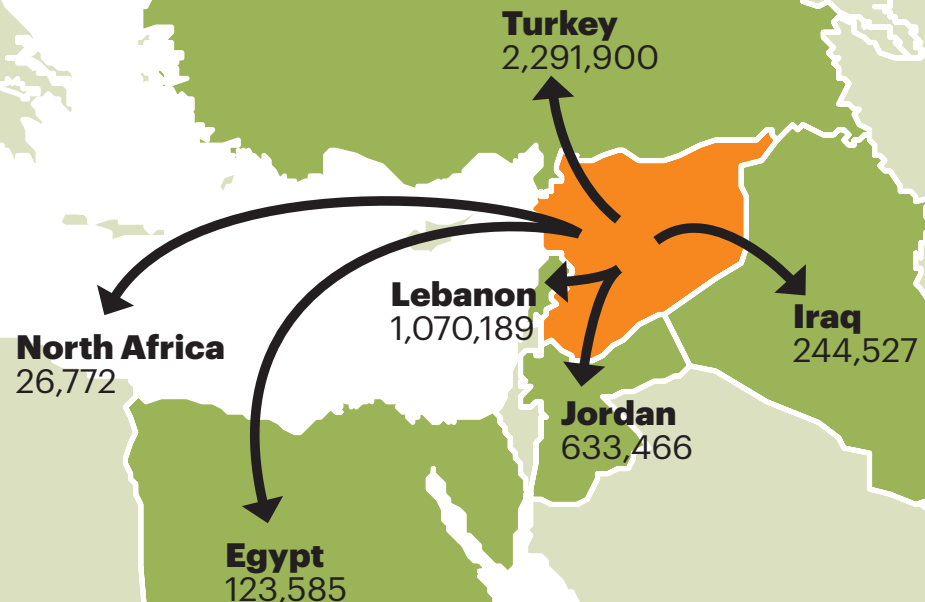 Turkey
2,291,900
Lebanon
1,070,189
Iraq
244,527
North Africa
26,772
Jordan
633,466
Egypt
123,585